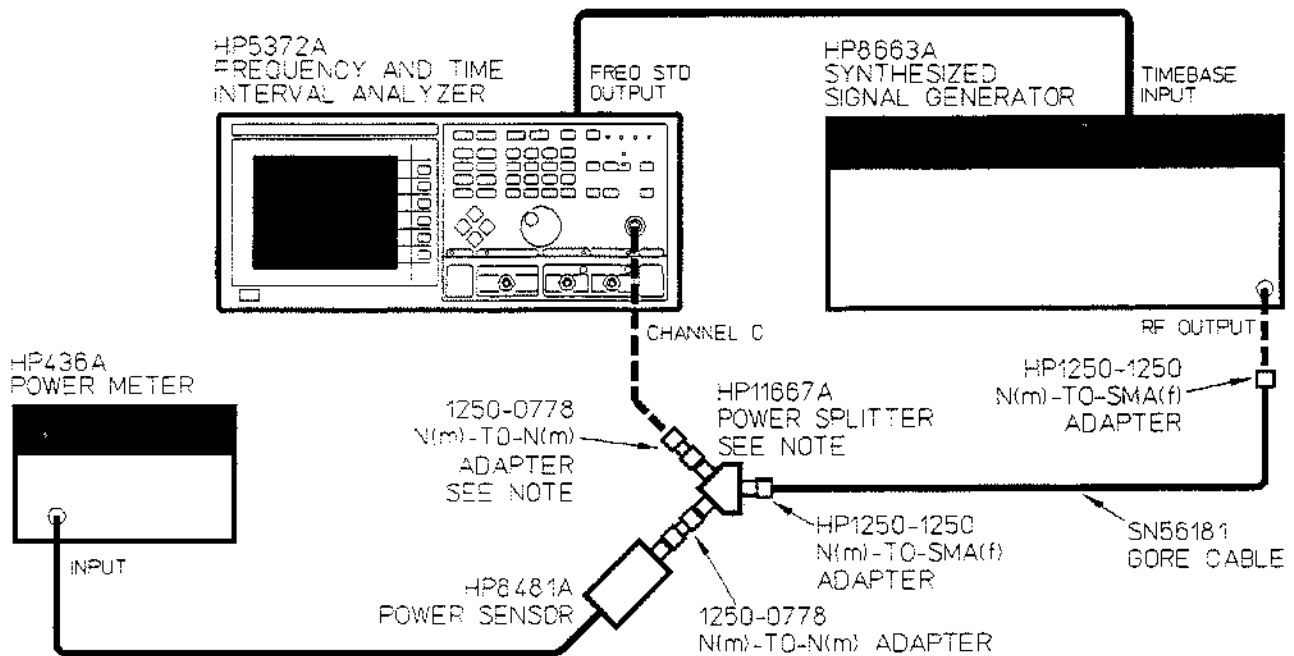 HP5372A
FREQUENCY AND TIME
INTERVAL ANALYZER
FREQ STD
OUTPUT
HP8663A
SYNTHESIZED
SIGNAL GENERATOR
TIMEBASE
INPUT
CHANNEL C
RF OUTPUT
HP436A
POWER METER
INPUT
1250-0778
N(m)-TO-N(m)
ADAPTER
SEE NOTE
HP11667A
POWER SPLITTER
SEE NOTE
HP1250-1250
N(m)-TO-SMA(f)
ADAPTER
HP8481A
POWER SENSOR
HP1250-1250
N(m)-TO-SMA(f)
ADAPTER
SN56181
GORE CABLE
1250-0778
N(m)-TO-N(m) ADAPTER